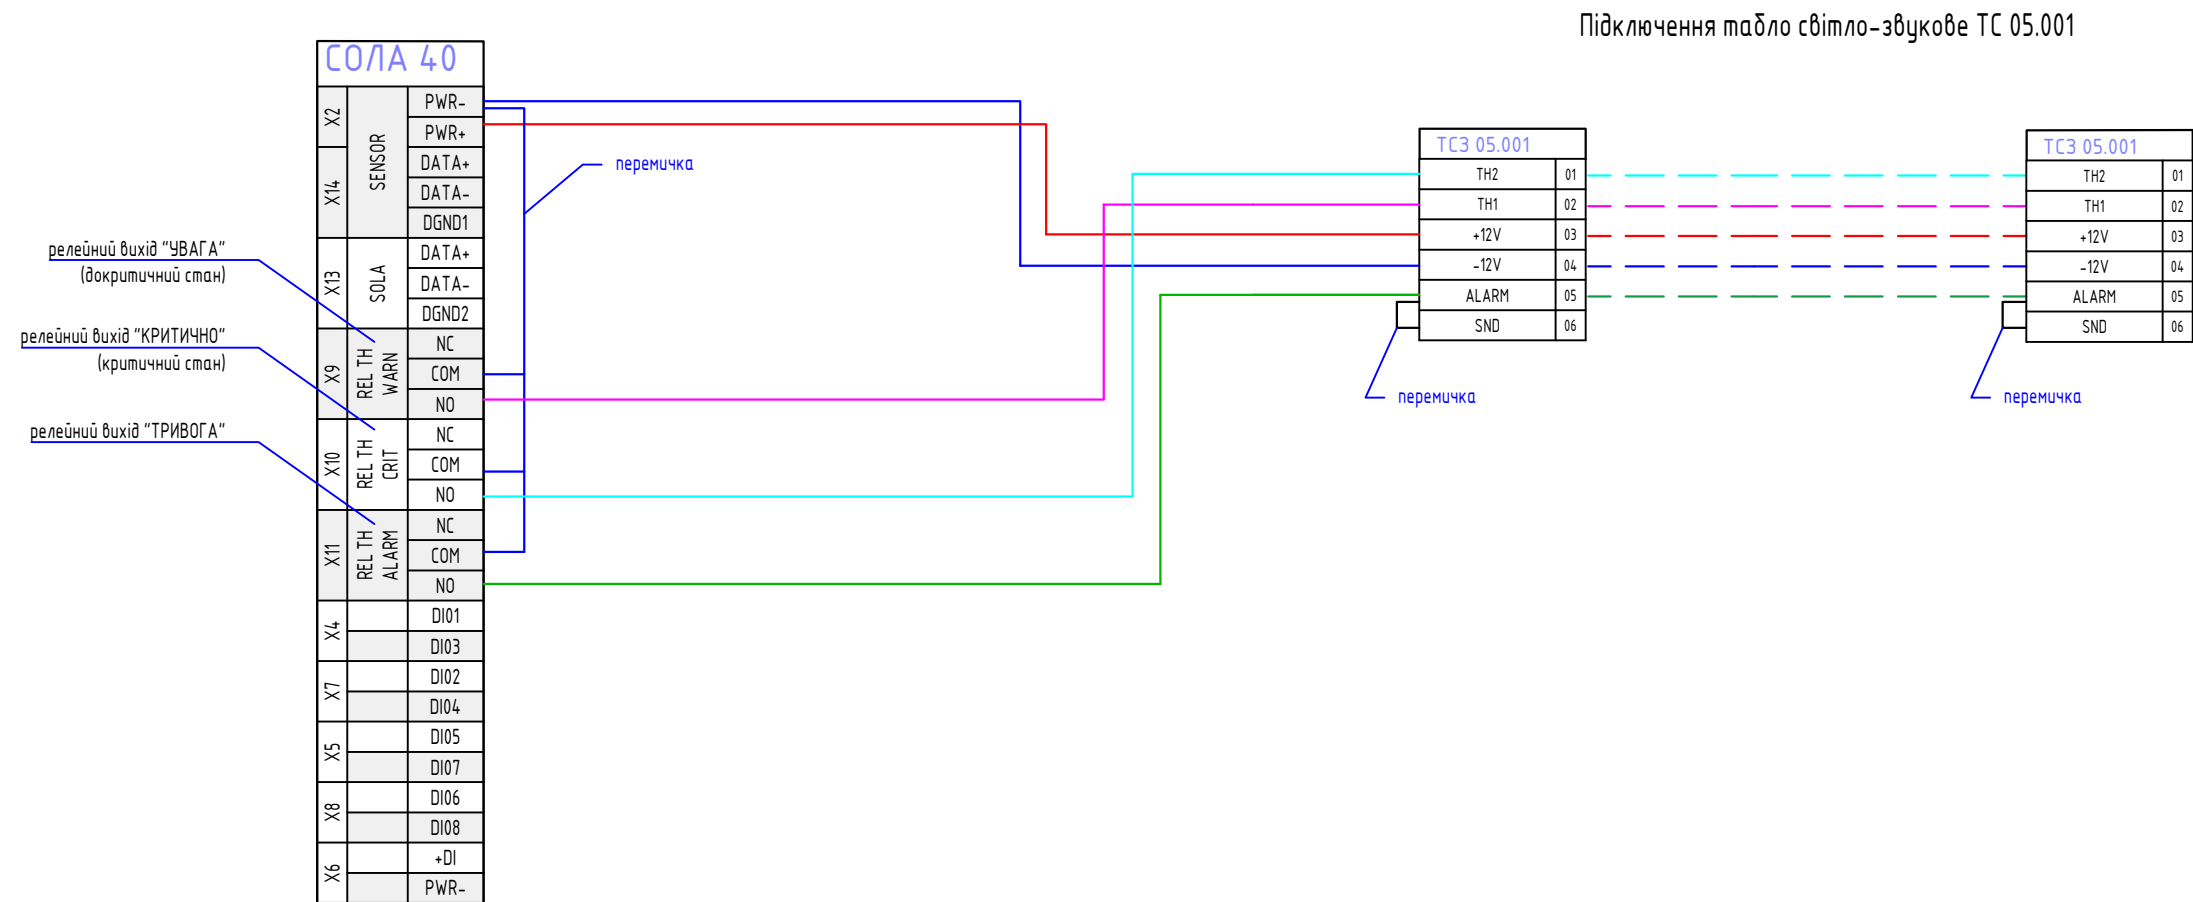 Підключення табло світло-звукове ТС 05.001
СОЛА 40
X2
SENSOR
PWR-
PWR+
X14
DATA+
DATA-
DGND1
X13
SOLA
DATA+
DATA-
DGND2
X9
REL TH
WARN
NC
COM
NO
X10
REL TH
CRIT
NC
COM
NO
X11
REL TH
ALARM
NC
COM
NO
X4
DI01
DI03
X7
DI02
DI04
X5
DI05
DI07
X8
DI06
DI08
X6
+DI
PWR-
релейний вихід "УВАГА"
(докритичний стан)
релейний вихід "КРИТИЧНО"
(критичний стан)
релейний вихід "ТРИВОГА"
перемичка
ТСЗ 05.001
TH2 01
TH1 02
+12V 03
-12V 04
ALARM 05
SND 06
перемичка
ТСЗ 05.001
TH2 01
TH1 02
+12V 03
-12V 04
ALARM 05
SND 06
перемичка